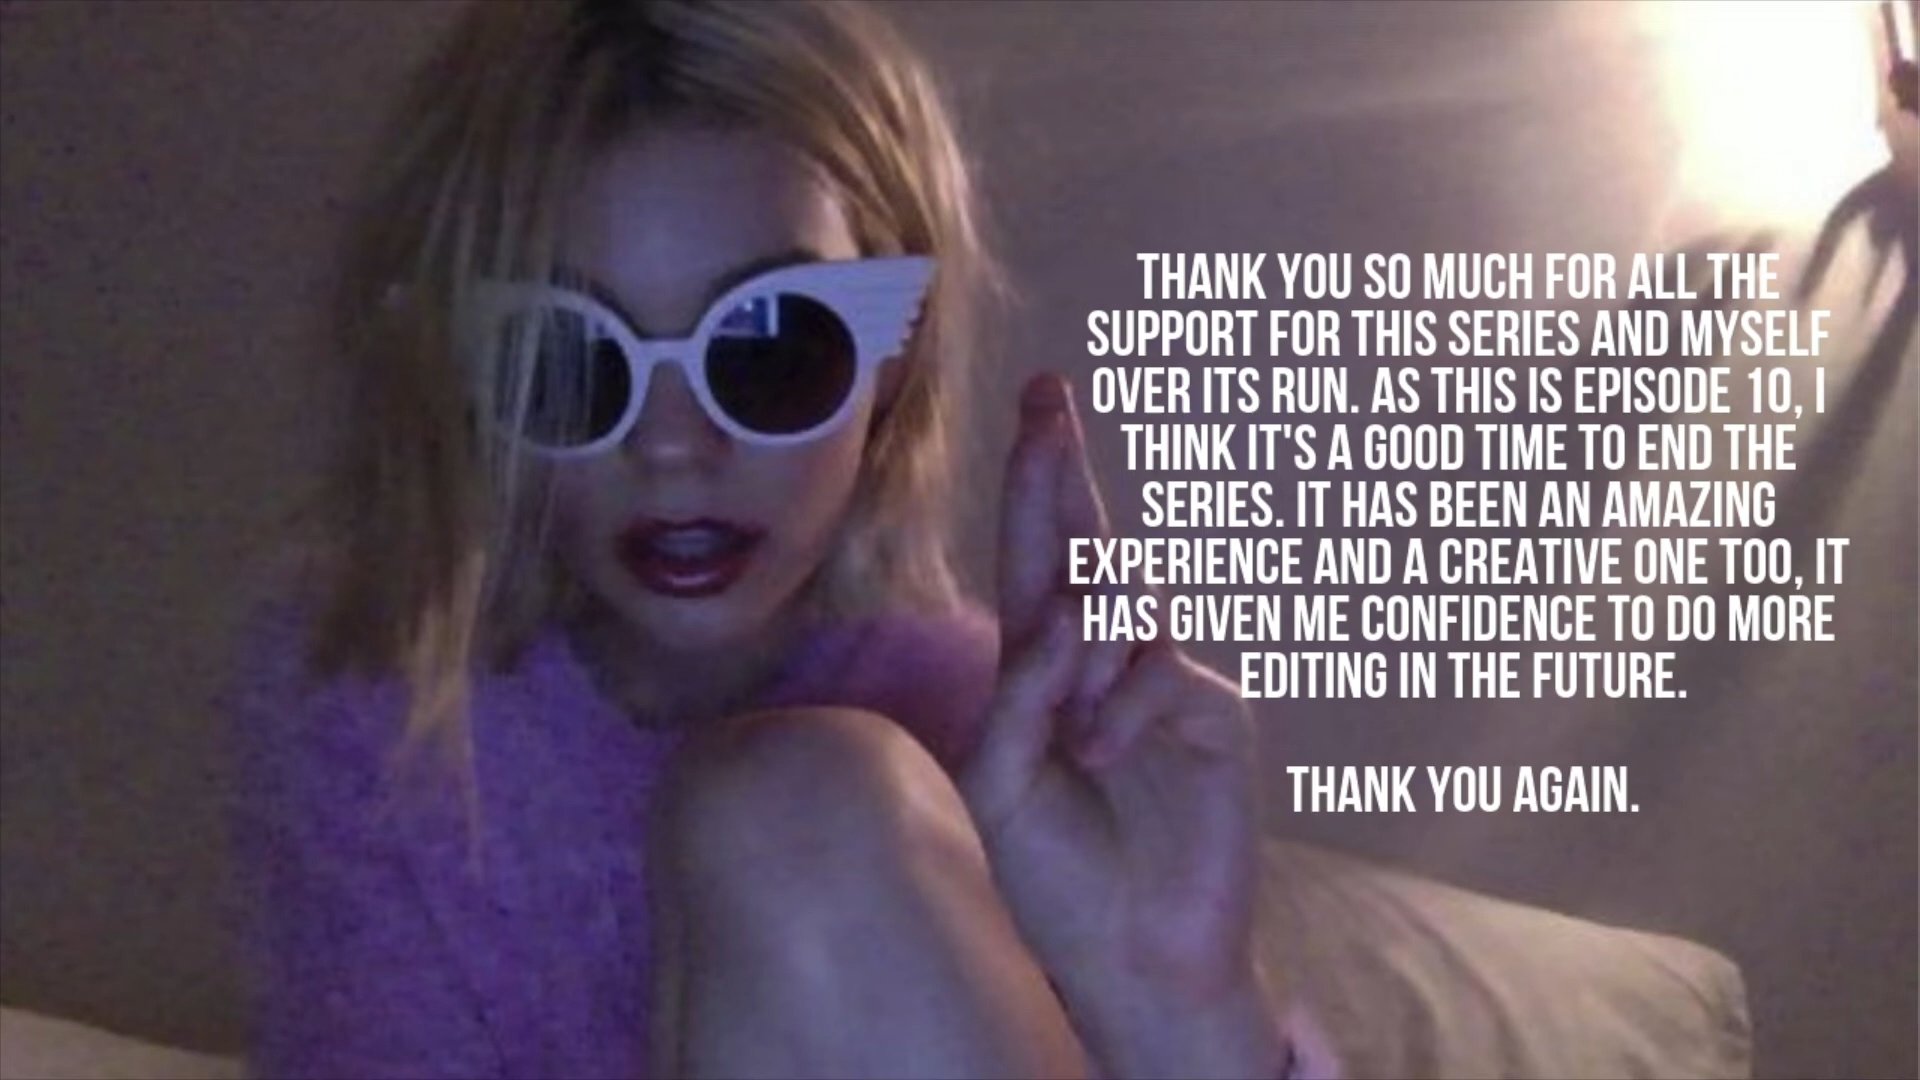 THANK YOU SO MUCH FOR ALL THE
SUPPORT FOR THIS SERIES AND MYSELF
OVER ITS RUN. AS THIS IS EPISODE 10, I
THINK IT'S A GOOD TIME TO END THE
SERIES. IT HAS BEEN AN AMAZING
EXPERIENCE AND A CREATIVE ONE TOO, IT
HAS GIVEN ME CONFIDENCE TO DO MORE
EDITING IN THE FUTURE.
THANK YOU AGAIN.